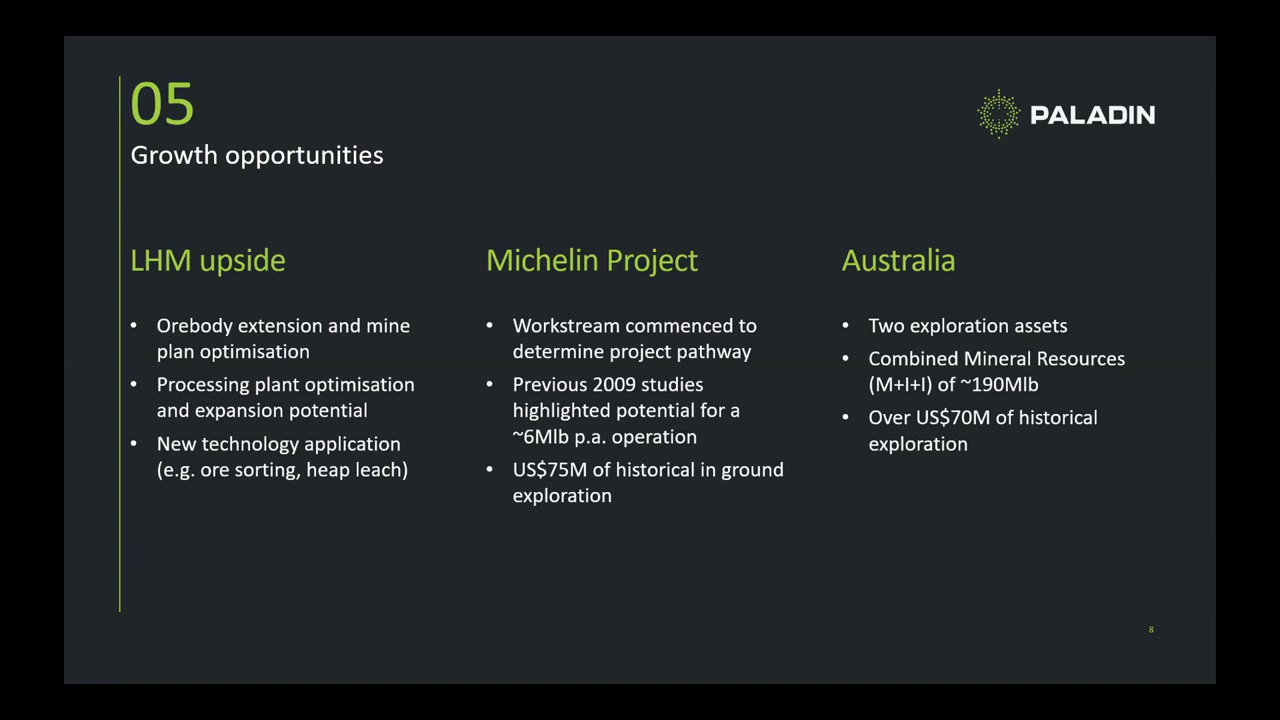 05
Growth opportunities
PALADIN
LHM upside
• Orebody extension and mine
plan optimisation
• Processing plant optimisation
and expansion potential
• New technology application
(e.g. ore sorting, heap leach)
Michelin Project
• Workstream commenced to
determine project pathway
• Previous 2009 studies
highlighted potential for a
~6Mlb p.a. operation
• US$75M of historical in ground
exploration
Australia
• Two exploration assets
• Combined Mineral Resources
(M+I+I) of ~190Mlb
• Over US$70M of historical
exploration
8